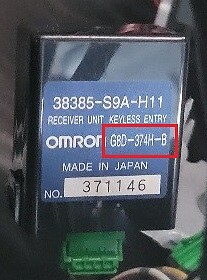 38385-S9A-H11
RECEIVER UNIT KEYLESS ENTRY
OMRON G8D-374H-B
MADE IN JAPAN
NO. 371146